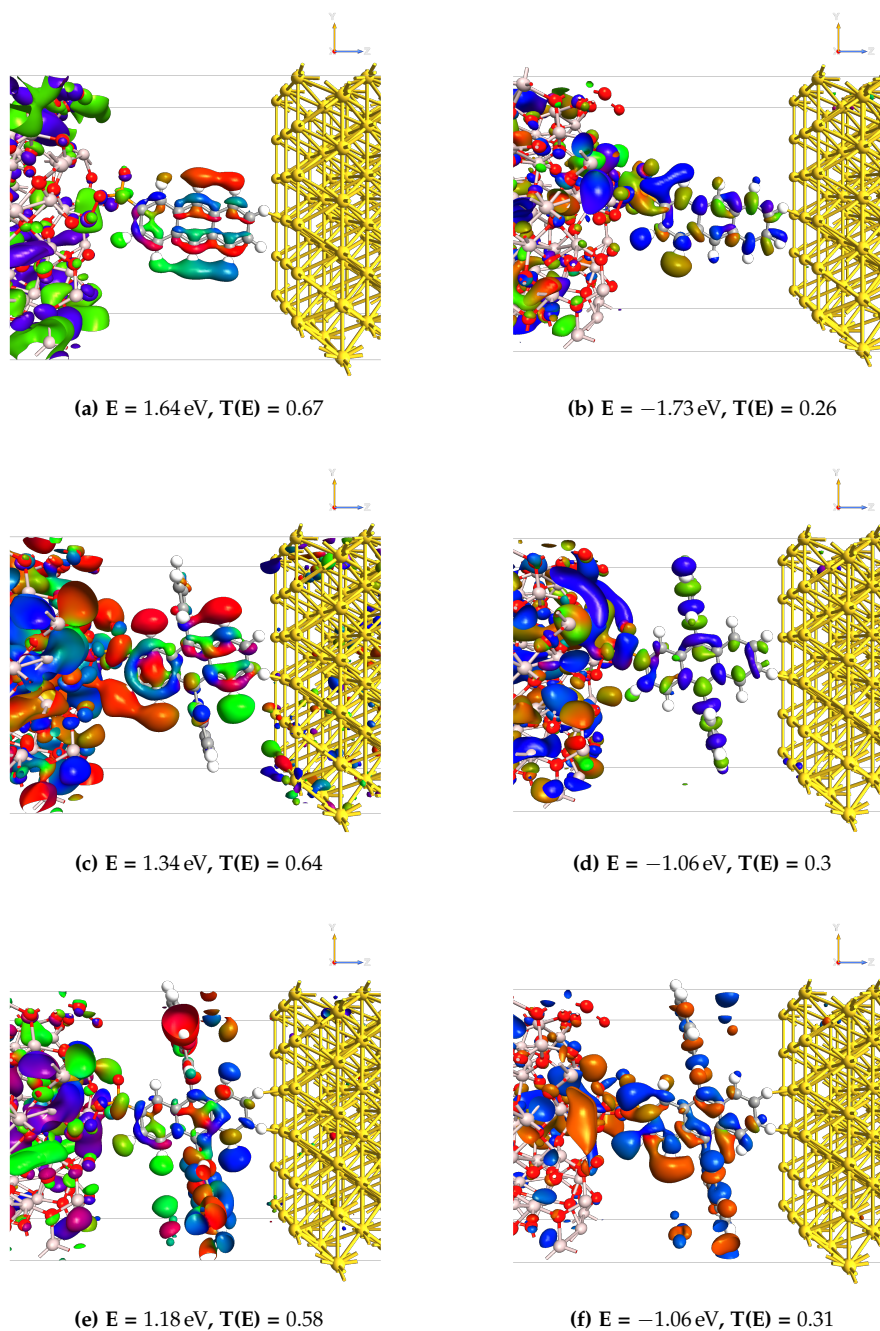 Y
Z
Y
Z
(a) E = 1.64 eV, T(E) = 0.67
(b) E = −1.73 eV, T(E) = 0.26
Y
Z
Y
Z
(c) E = 1.34 eV, T(E) = 0.64
(d) E = −1.06 eV, T(E) = 0.3
Y
Z
Y
Z
(e) E = 1.18 eV, T(E) = 0.58
(f) E = −1.06 eV, T(E) = 0.31